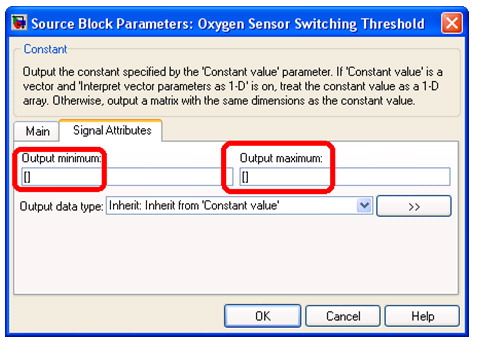 Source Block Parameters: Oxygen Sensor Switching Threshold
Constant
Output the constant specified by the 'Constant value' parameter. If 'Constant value' is a
vector and 'Interpret vector parameters as 1-D' is on, treat the constant value as a 1-D
array. Otherwise, output a matrix with the same dimensions as the constant value.
Main Signal Attributes
Output minimum: Output maximum:
[] []
Output data type: Inherit: Inherit from 'Constant value' >>
OK Cancel Help